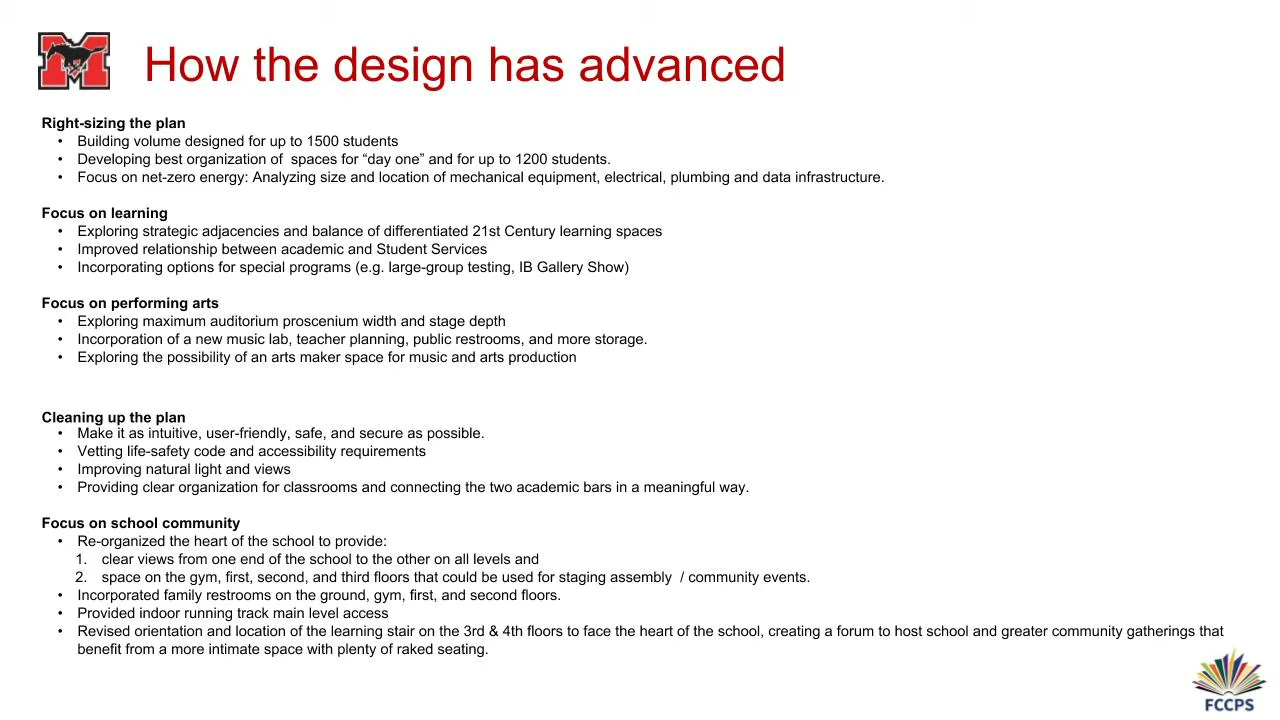 M
How the design has advanced
Right-sizing the plan
• Building volume designed for up to 1500 students
• Developing best organization of  spaces for “day one” and for up to 1200 students.
• Focus on net-zero energy: Analyzing size and location of mechanical equipment, electrical, plumbing and data infrastructure.
Focus on learning
• Exploring strategic adjacencies and balance of differentiated 21st Century learning spaces
• Improved relationship between academic and Student Services
• Incorporating options for special programs (e.g. large-group testing, IB Gallery Show)
Focus on performing arts
• Exploring maximum auditorium proscenium width and stage depth
• Incorporation of a new music lab, teacher planning, public restrooms, and more storage.
• Exploring the possibility of an arts maker space for music and arts production
Cleaning up the plan
• Make it as intuitive, user-friendly, safe, and secure as possible.
• Vetting life-safety code and accessibility requirements
• Improving natural light and views
• Providing clear organization for classrooms and connecting the two academic bars in a meaningful way.
Focus on school community
• Re-organized the heart of the school to provide:
1. clear views from one end of the school to the other on all levels and
2. space on the gym, first, second, and third floors that could be used for staging assembly  / community events.
• Incorporated family restrooms on the ground, gym, first, and second floors.
• Provided indoor running track main level access
• Revised orientation and location of the learning stair on the 3rd & 4th floors to face the heart of the school, creating a forum to host school and greater community gatherings that
benefit from a more intimate space with plenty of raked seating.
FCCPS